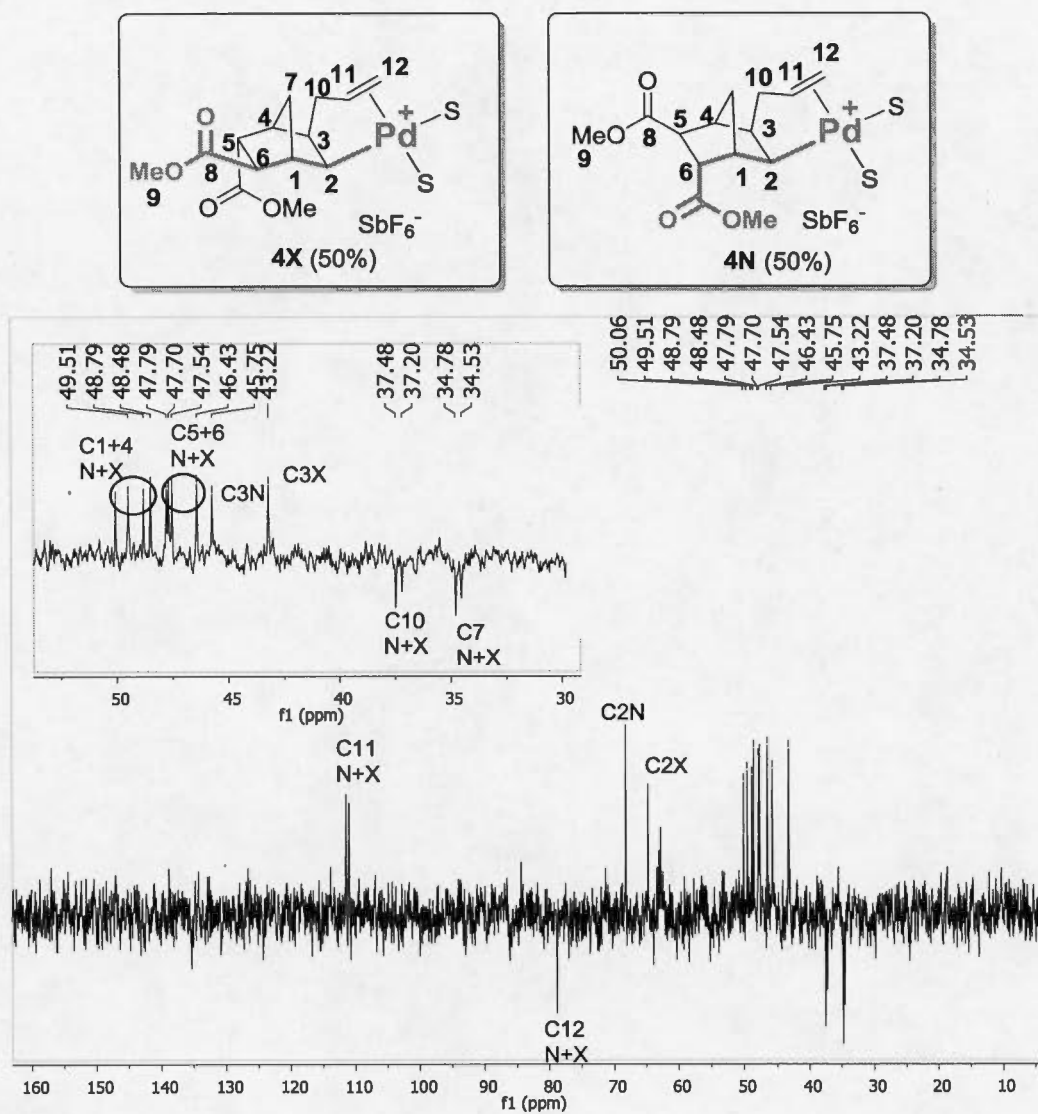 7 10 11 12
O 4 + S
5 3 Pd
MeO 8 6
9 1 2 S
O OMe
SbF6-
4X (50%)
10 11 12
O 4 + S
5 3 Pd
MeO 8
9 6 1 2 S
O OMe SbF6-
4N (50%)
50.06
49.51
48.79
48.48
47.79
47.70
47.54
46.43
45.75
43.22
37.48
37.20
34.78
34.53
49.51
48.79
48.48
47.79
47.70
47.54
46.43
45.75
43.22
37.48
37.20
34.78
34.53
C1+4
N+X
C5+6
N+X
C3N
C3X
C10
N+X
C7
N+X
50 45 40 35 30
f1 (ppm)
C2N
C11
N+X
C2X
C12
N+X
160 150 140 130 120 110 100 90 80 70 60 50 40 30 20 10
f1 (ppm)